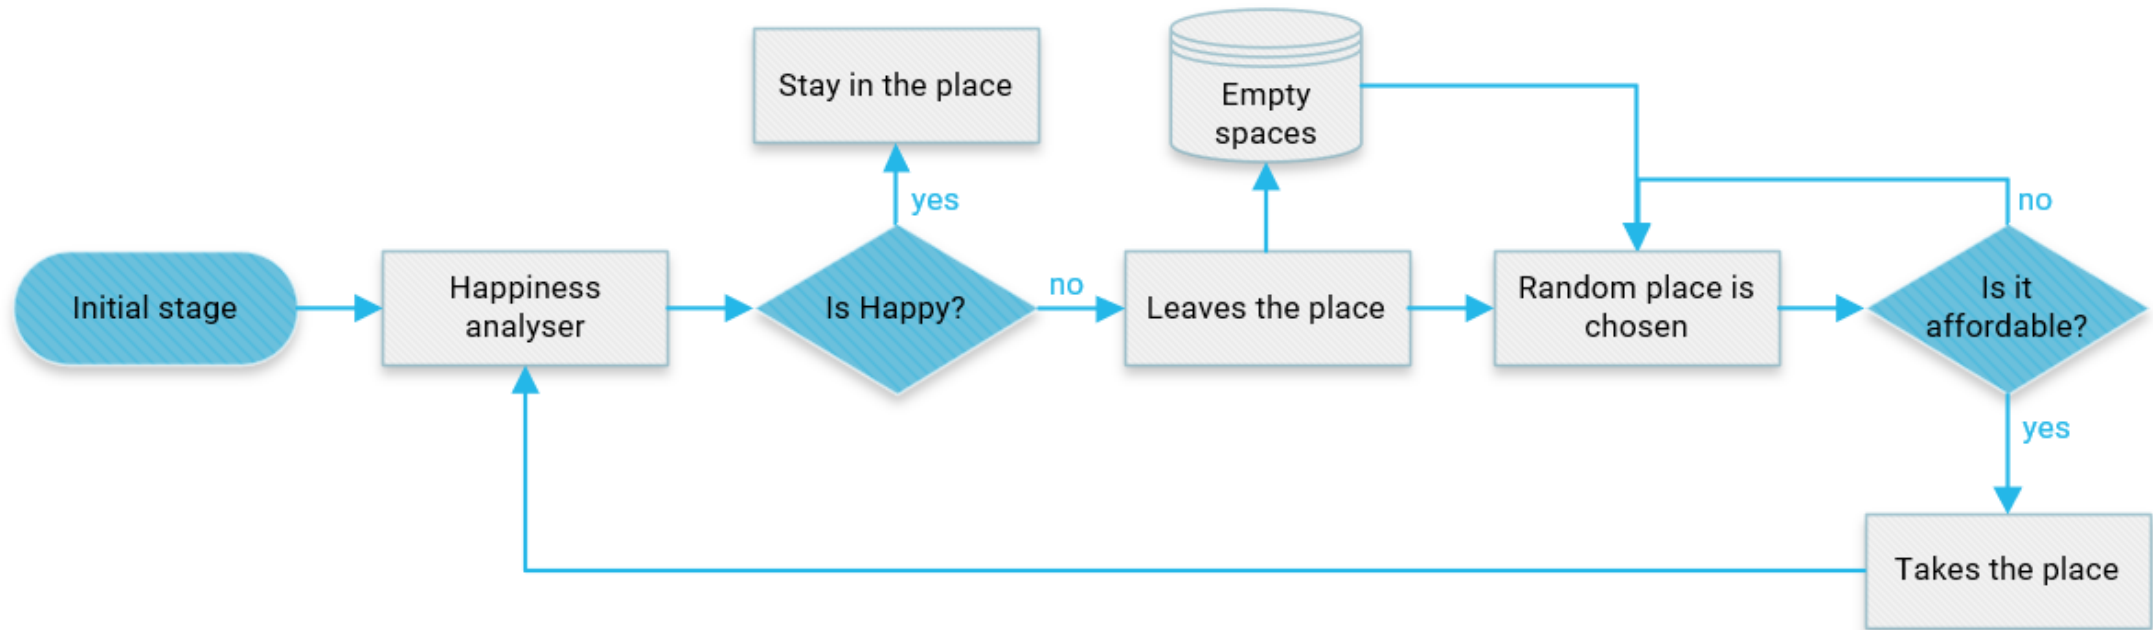 Stay in the place
Empty
spaces
yes
no
Initial stage
Happiness
analyser
Is Happy?
no
Leaves the place
Random place is
chosen
Is it
affordable?
yes
Takes the place